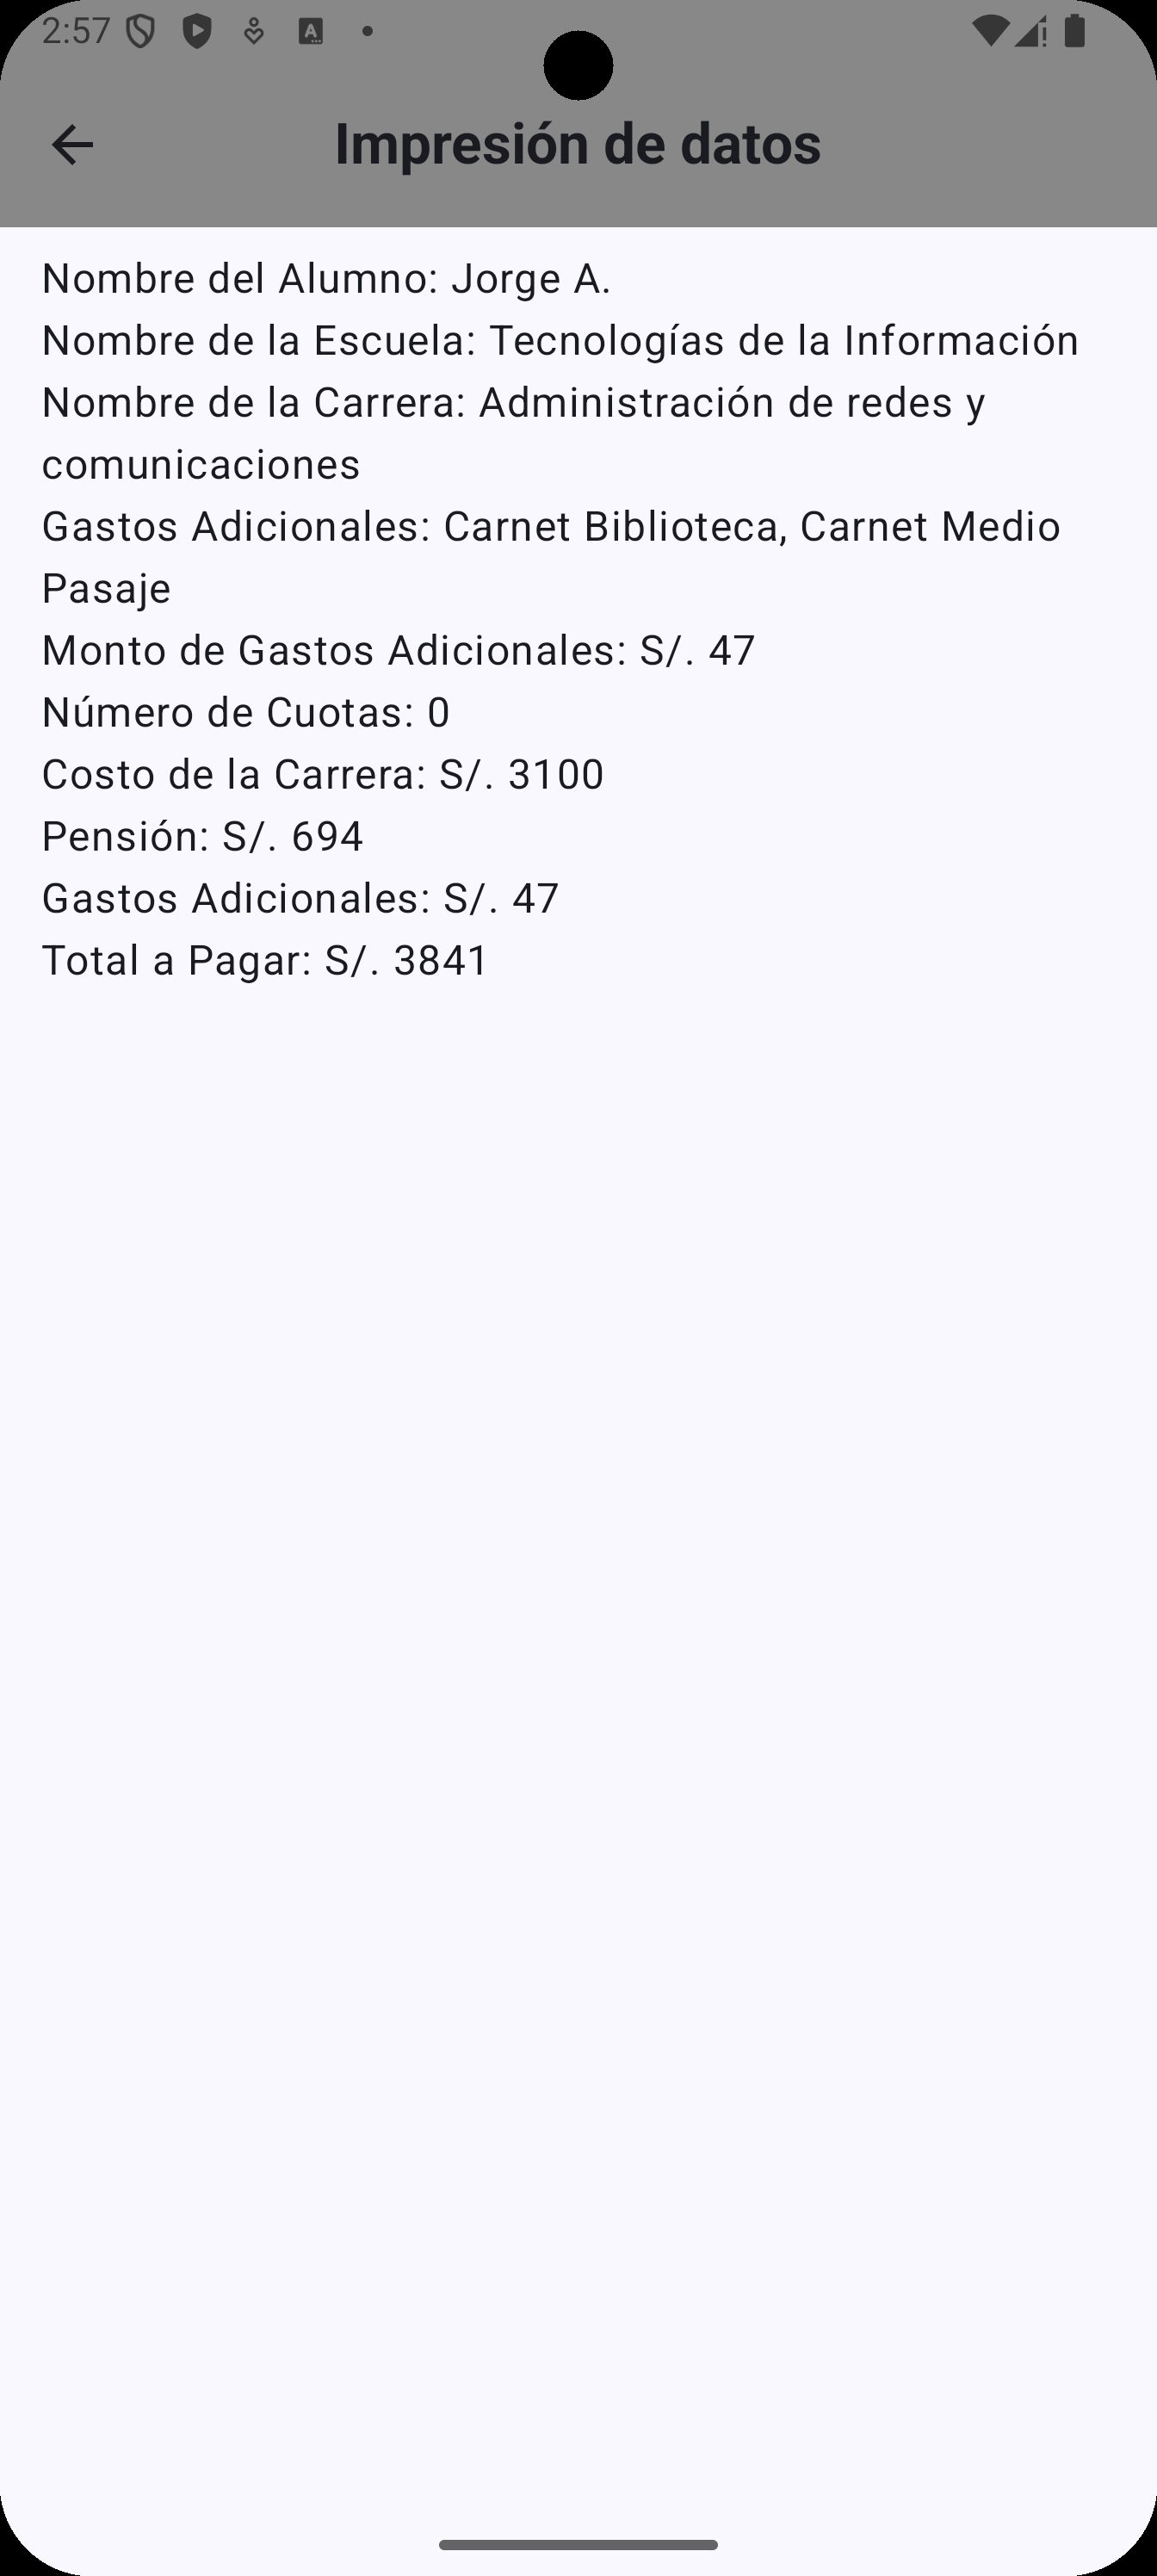 2:57
Impresión de datos
Nombre del Alumno: Jorge A.
Nombre de la Escuela: Tecnologías de la Información
Nombre de la Carrera: Administración de redes y
comunicaciones
Gastos Adicionales: Carnet Biblioteca, Carnet Medio
Pasaje
Monto de Gastos Adicionales: S/. 47
Número de Cuotas: 0
Costo de la Carrera: S/. 3100
Pensión: S/. 694
Gastos Adicionales: S/. 47
Total a Pagar: S/. 3841